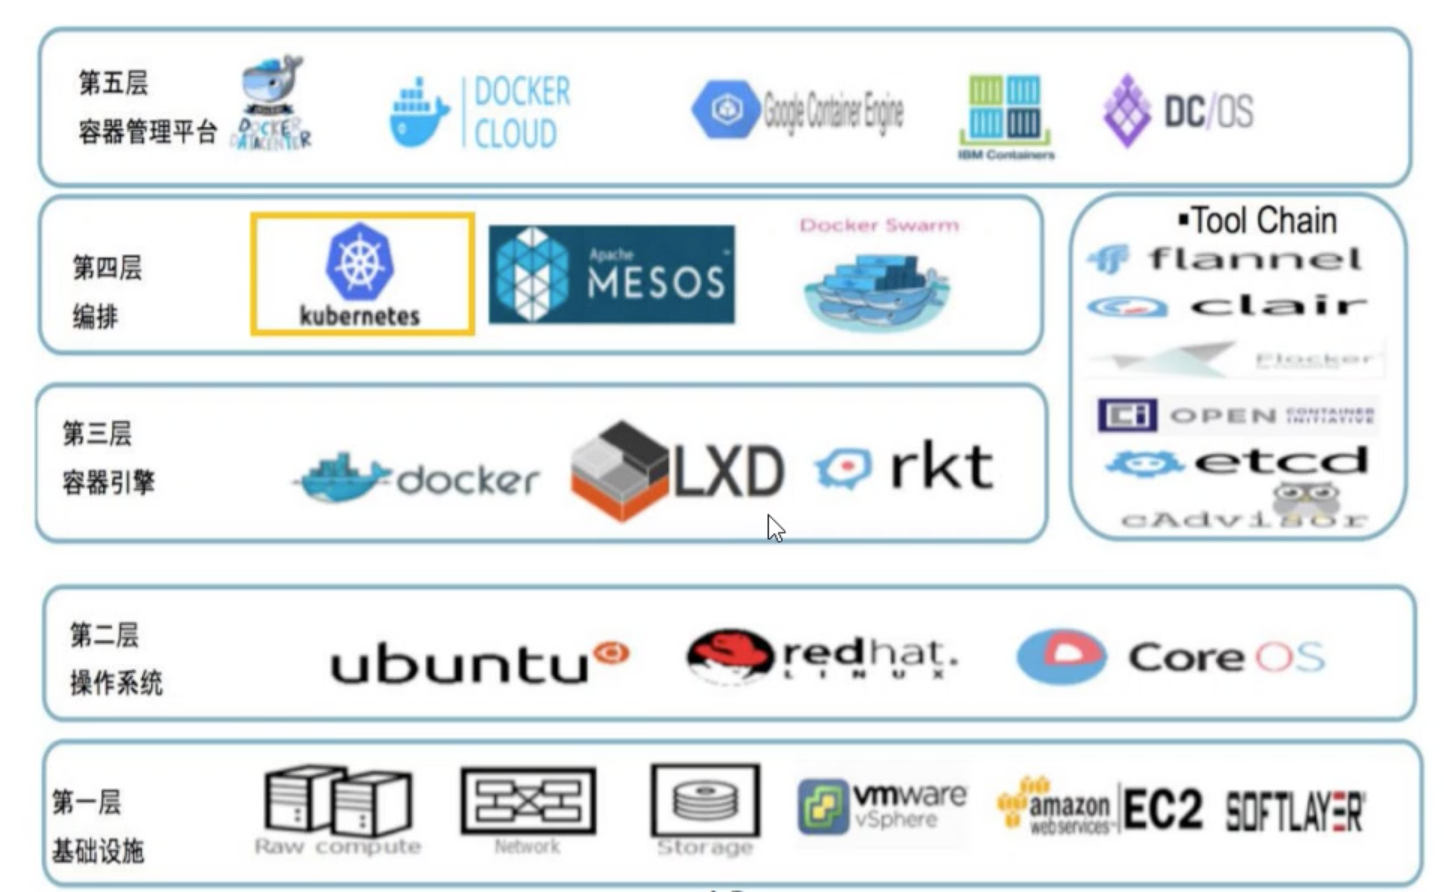 第五层
容器管理平台
DOCKER
DATACENTER
DOCKER
CLOUD
Google Container Engine
IBM Containers
DC/OS
第四层
编排
kubernetes
Apache
MESOS
Docker Swarm
▪Tool Chain
flannel
clair
Flocker
OPEN CONTAINER INITIATIVE
etcd
cAdvisor
第三层
容器引擎
docker
LXD
rkt
第二层
操作系统
ubuntu
redhat.
LINUX
Core OS
第一层
基础设施
Raw compute
Network
Storage
vmware
vSphere
amazon
webservices
EC2
SOFTLAYER